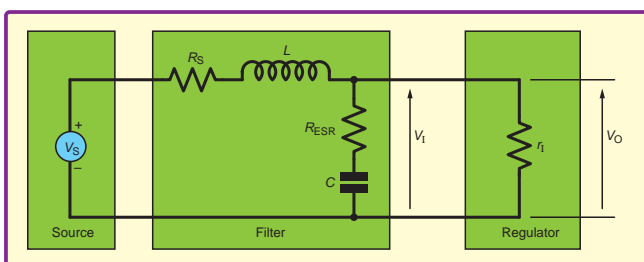 R_S
L
+
V_S
–
R_ESR
C
V_I
r_I
V_O
Source
Filter
Regulator